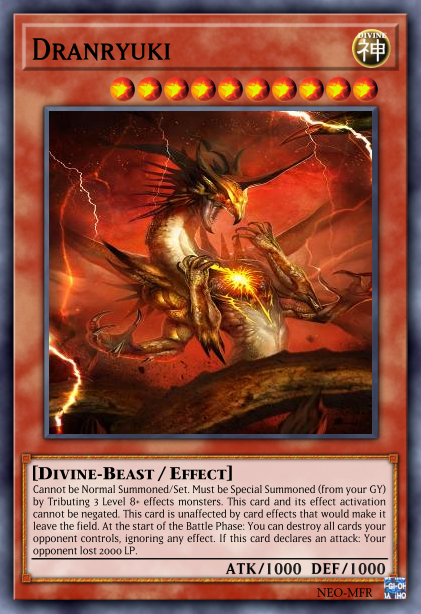 DRANRYUKI
DIVINE
神
[DIVINE-BEAST / EFFECT]
Cannot be Normal Summoned/Set. Must be Special Summoned (from your GY)
by Tributing 3 Level 8+ effects monsters. This card and its effect activation
cannot be negated. This card is unaffected by card effects that would make it
leave the field. At the start of the Battle Phase: You can destroy all cards your
opponent controls, ignoring any effect. If this card declares an attack: Your
opponent lost 2000 LP.
ATK/1000 DEF/1000
NEO-MFR